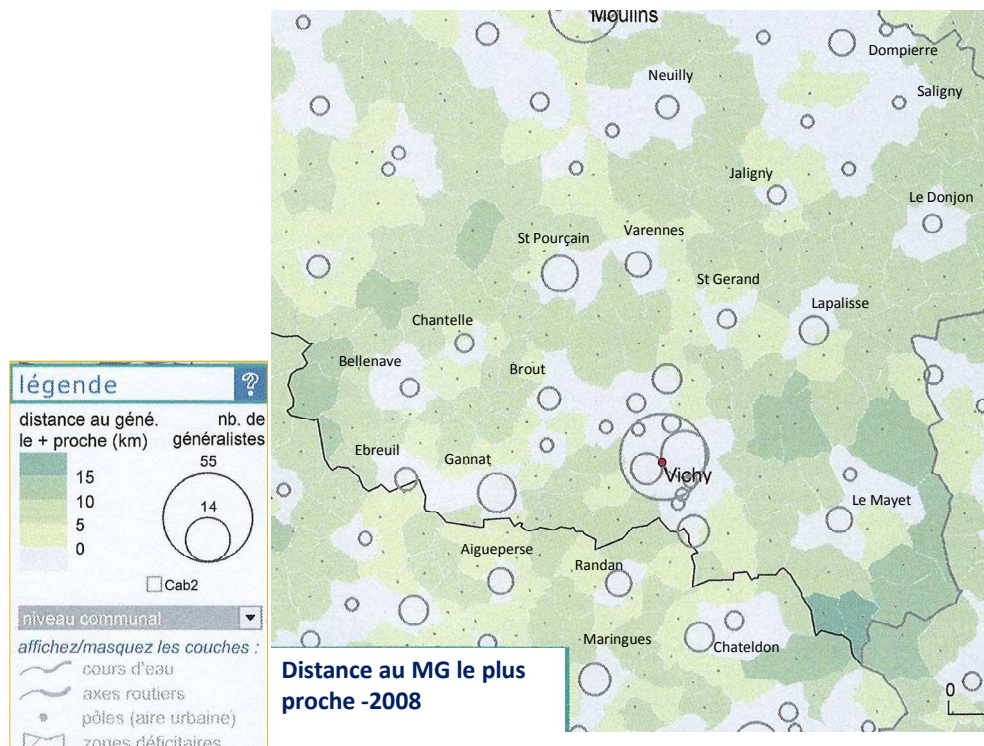 Moulins
Dompierre
Neuilly
Saligny
Jaligny
Le Donjon
St Pourçain
Varennes
St Gerand
Lapalisse
Chantelle
Bellenave
Brout
Ebreuil
Gannat
Vichy
Le Mayet
Aigueperse
Randan
Maringues
Chateldon
0
Distance au MG le plus
proche -2008
légende ?
distance au géné. nb. de
le + proche (km) généralistes
55
15
10
14
5
0
Cab2
niveau communal
affichez/masquez les couches :
cours d'eau
axes routiers
pôles (aire urbaine)
zones déficitaires